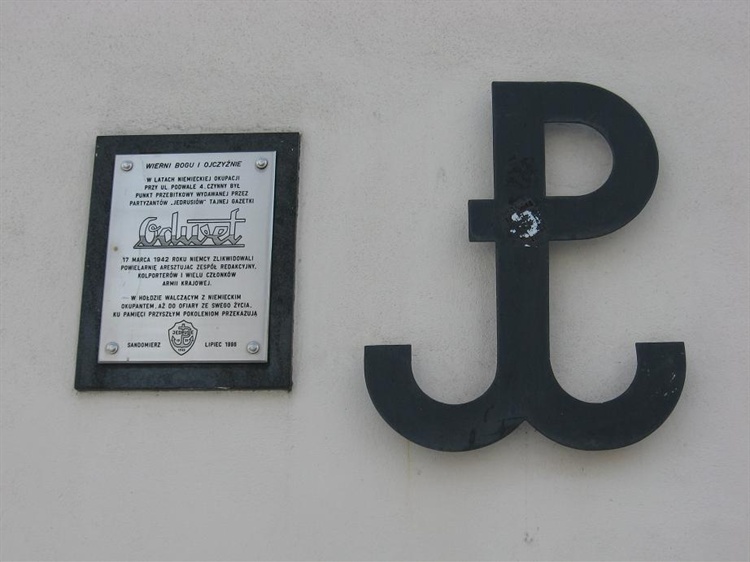 WIERNI BOGU I OJCZYŹNIE
W LATACH NIEMIECKIEJ OKUPACJI
PRZY UL. PODWALE 4. CZYNNY BYŁ
PUNKT PRZEBITKOWY WYDAWANEJ PRZEZ
PARTYZANTÓW „JĘDRUSIÓW" TAJNEJ GAZETKI
Odwet
17 MARCA 1942 ROKU NIEMCY ZLIKWIDOWALI
POWIELARNIĘ ARESZTUJĄC ZESPÓŁ REDAKCYJNY,
KOLPORTERÓW I WIELU CZŁONKÓW
ARMII KRAJOWEJ.
W HOŁDZIE WALCZĄCYM Z NIEMIECKIM
OKUPANTEM, AŻ DO OFIARY ZE SWEGO ŻYCIA,
KU PAMIĘCI PRZYSZŁYM POKOLENIOM PRZEKAZUJĄ
JĘDRUSIE
SANDOMIERZ LIPIEC 1996
P